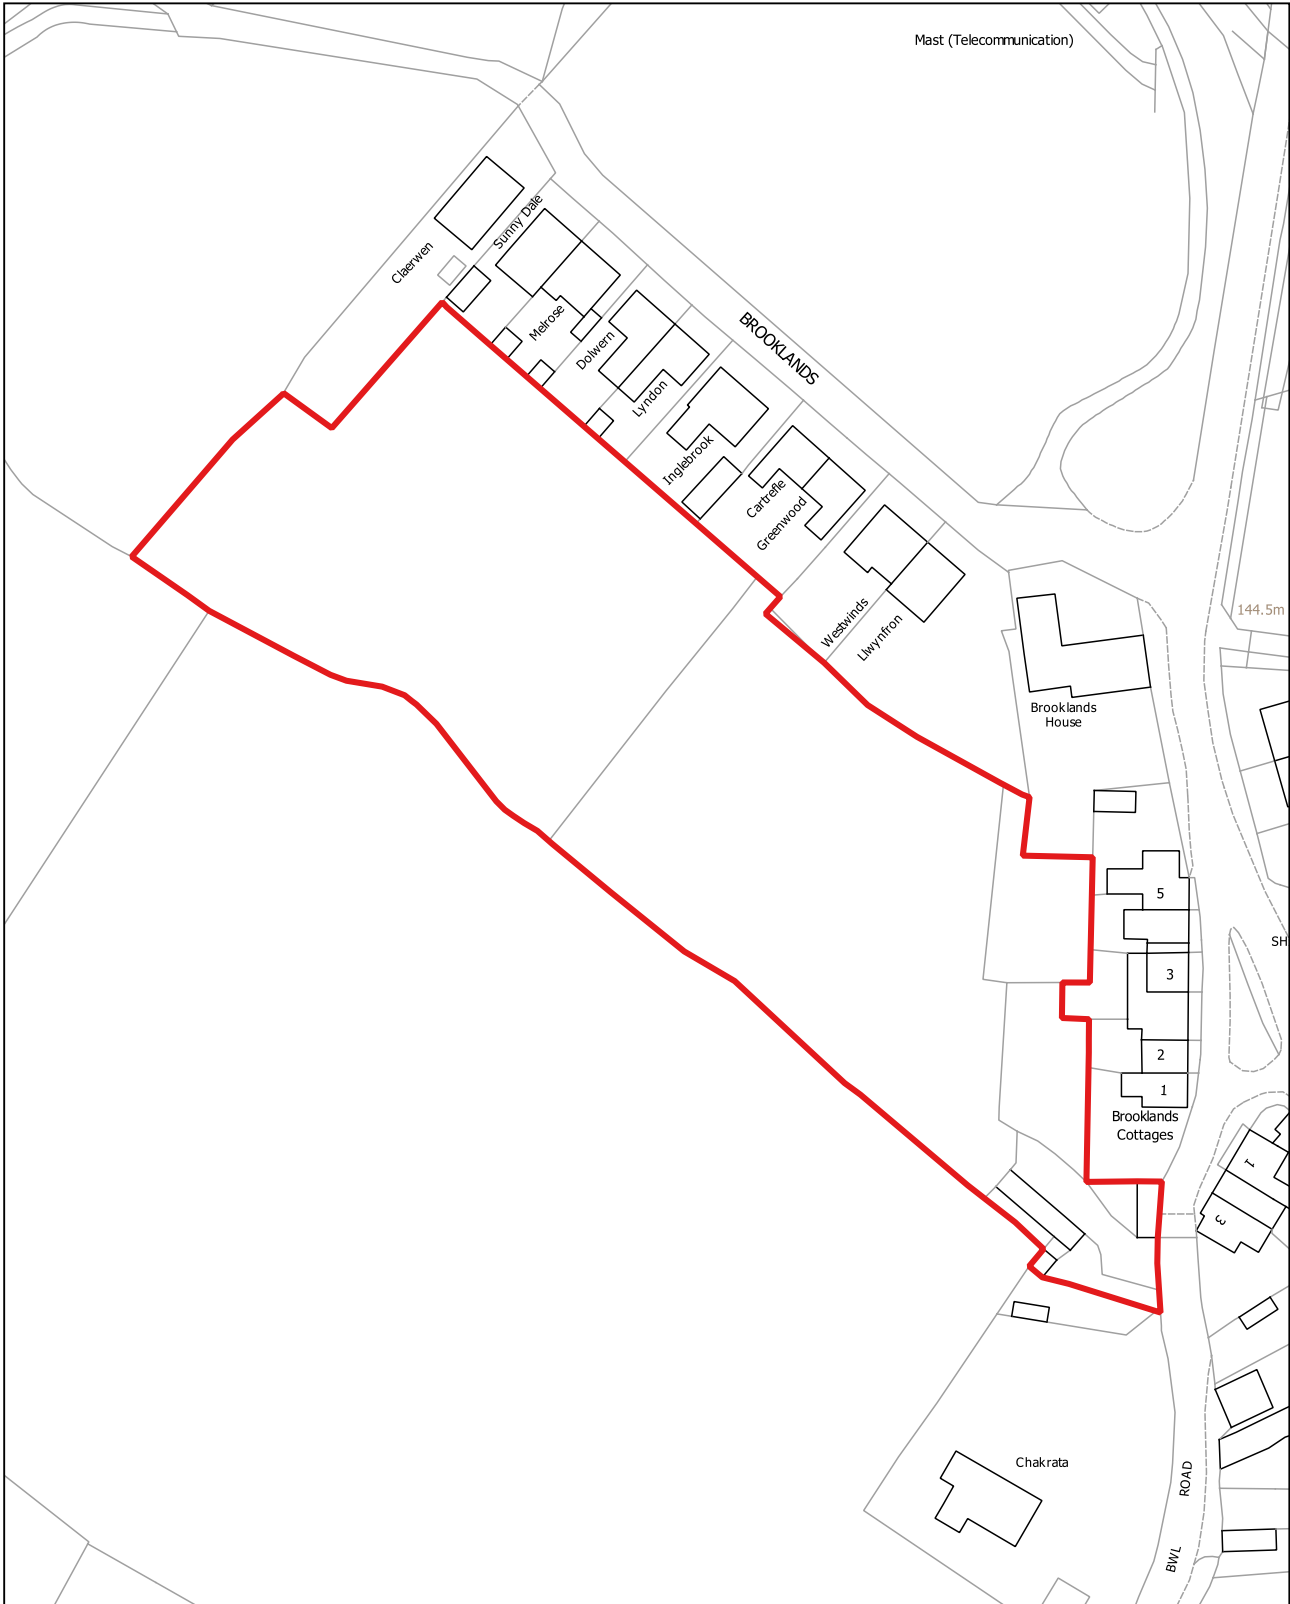 Mast (Telecommunication)
Sunny Dale
Claerwen
Melrose
BROOKLANDS
Dolwern
Lyndon
Inglebrook
Cartrefle
Greenwood
Westwinds
Llwynfron
144.5m
Brooklands
House
5
SH
3
2
1
Brooklands
Cottages
1
3
Chakrata
ROAD
BWL